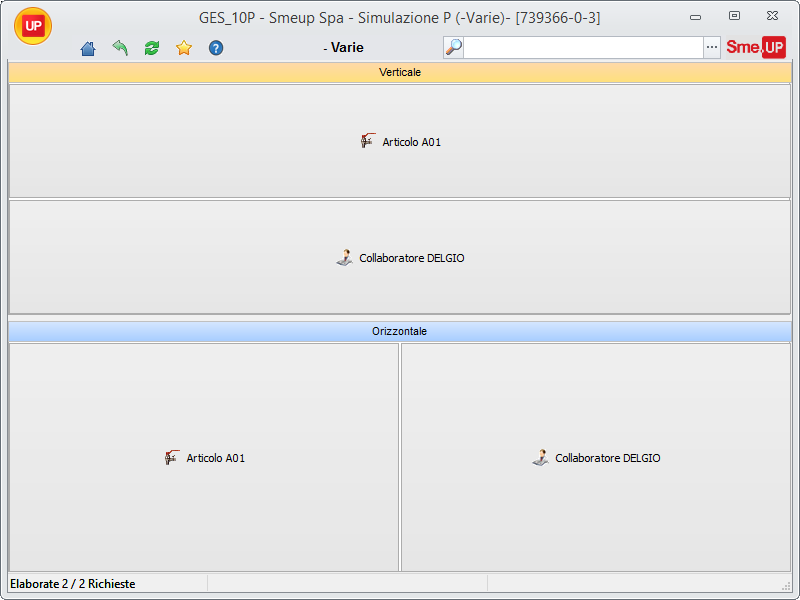 GES_10P - Smeup Spa - Simulazione P (-Varie)- [739366-0-3]
UP
- Varie
...
Sme.UP
Verticale
Articolo A01
Collaboratore DELGIO
Orizzontale
Articolo A01
Collaboratore DELGIO
Elaborate 2 / 2 Richieste